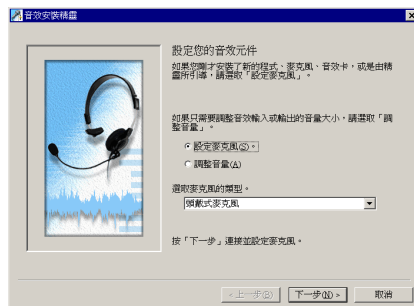 音效安裝精靈
設定您的音效元件
如果您剛才安裝了新的程式、麥克風、音效卡，或是由精
靈所引導，請選取「設定麥克風」。
如果只需要調整音效輸入或輸出的音量大小，請選取「調
整音量」。
設定麥克風(S)。
調整音量(A)
選取麥克風的類型。
頭戴式麥克風
按「下一步」連接並設定麥克風。
<上一步(B) 下一步(N) > 取消